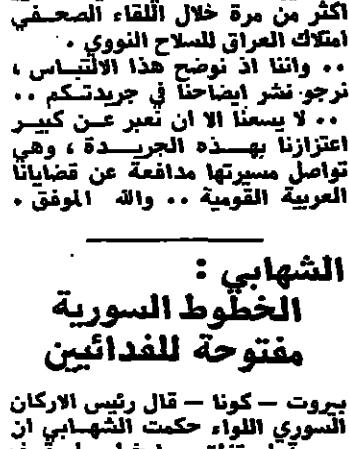 اكثر من مرة خلال اللقاء الصحفي
امتلاك العراق للسلاح النووي .
.. واننا اذ نوضح هذا الالتباس ،
نرجو نشر ايضاحنا في جريدتكم ..
.. لا يسعنا الا ان نعبر عن كبير
اعتزازنا بهذه الجريدة ، وهي
تواصل مسيرتها مدافعة عن قضايانا
العربية القومية .. والله الموفق .
الشهابي :
الخطوط السورية
مفتوحة للفدائيين
بيروت – كونا – قال رئيس الاركان
السوري اللواء حكمت الشهابي ان